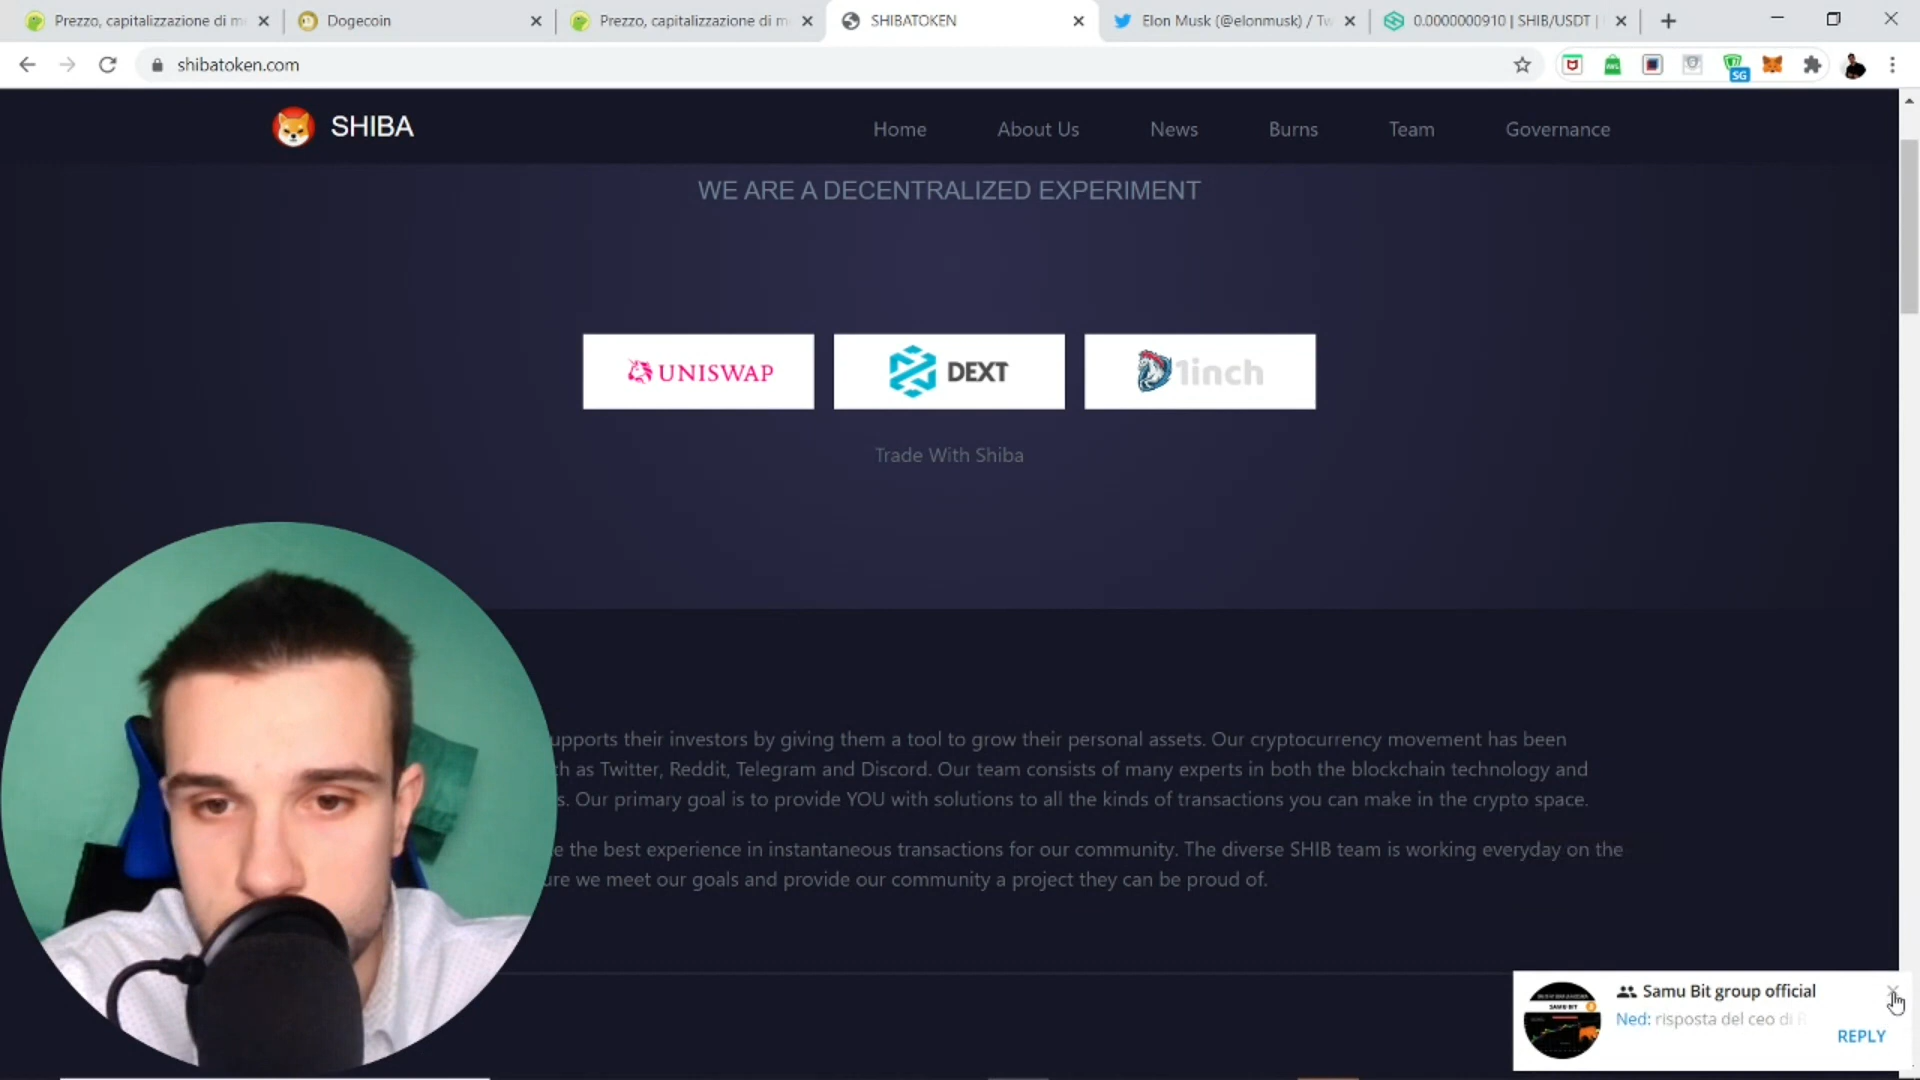 Prezzo, capitalizzazione di m
Dogecoin
Prezzo, capitalizzazione di m
SHIBATOKEN
Elon Musk (@elonmusk) / Tw
0.0000000910 | SHIB/USDT |
shibatoken.com
SG
SHIBA
Home
About Us
News
Burns
Team
Governance
WE ARE A DECENTRALIZED EXPERIMENT
UNISWAP
DEXT
1inch
Trade With Shiba
upports their investors by giving them a tool to grow their personal assets. Our cryptocurrency movement has been
h as Twitter, Reddit, Telegram and Discord. Our team consists of many experts in both the blockchain technology and
s. Our primary goal is to provide YOU with solutions to all the kinds of transactions you can make in the crypto space.
e the best experience in instantaneous transactions for our community. The diverse SHIB team is working everyday on the
ure we meet our goals and provide our community a project they can be proud of.
Samu Bit group official
SAMU BIT
Ned: risposta del ceo di
REPLY